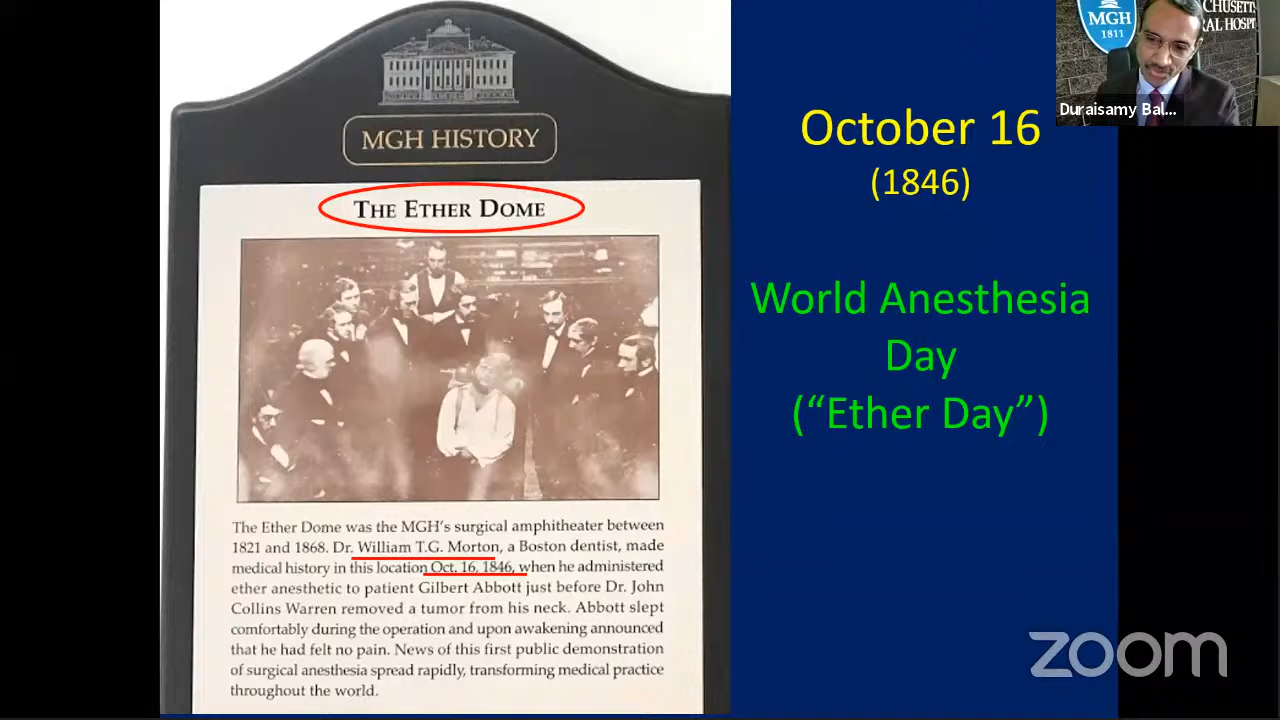 MGH HISTORY
THE ETHER DOME
The Ether Dome was the MGH's surgical amphitheater between
1821 and 1868. Dr. William T.G. Morton, a Boston dentist, made
medical history in this location Oct. 16, 1846, when he administered
ether anesthetic to patient Gilbert Abbott just before Dr. John
Collins Warren removed a tumor from his neck. Abbott slept
comfortably during the operation and upon awakening announced
that he had felt no pain. News of this first public demonstration
of surgical anesthesia spread rapidly, transforming medical practice
throughout the world.
October 16
(1846)
World Anesthesia
Day
(“Ether Day”)
MGH
1811
CHUSETTS
RAL HOSPI
Duraisamy Bal...
zoom